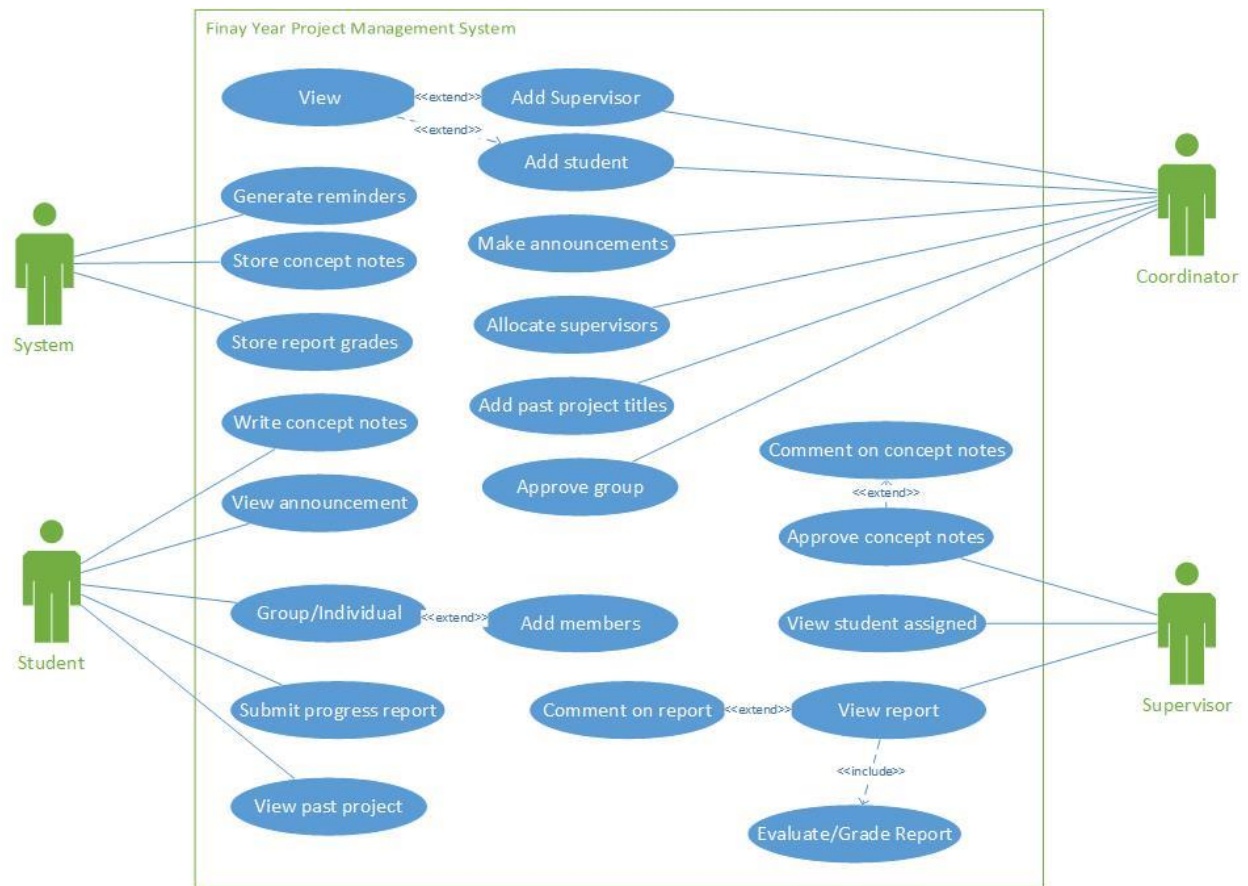 Finay Year Project Management System
View
<<extend>>
Add Supervisor
<<extend>>
Add student
Generate reminders
Make announcements
Store concept notes
Coordinator
Allocate supervisors
System
Store report grades
Add past project titles
Write concept notes
Comment on concept notes
Approve group
<<extend>>
View announcement
Approve concept notes
Group/Individual
<<extend>>
Add members
View student assigned
Student
Submit progress report
Comment on report
<<extend>>
View report
Supervisor
<<include>>
View past project
Evaluate/Grade Report